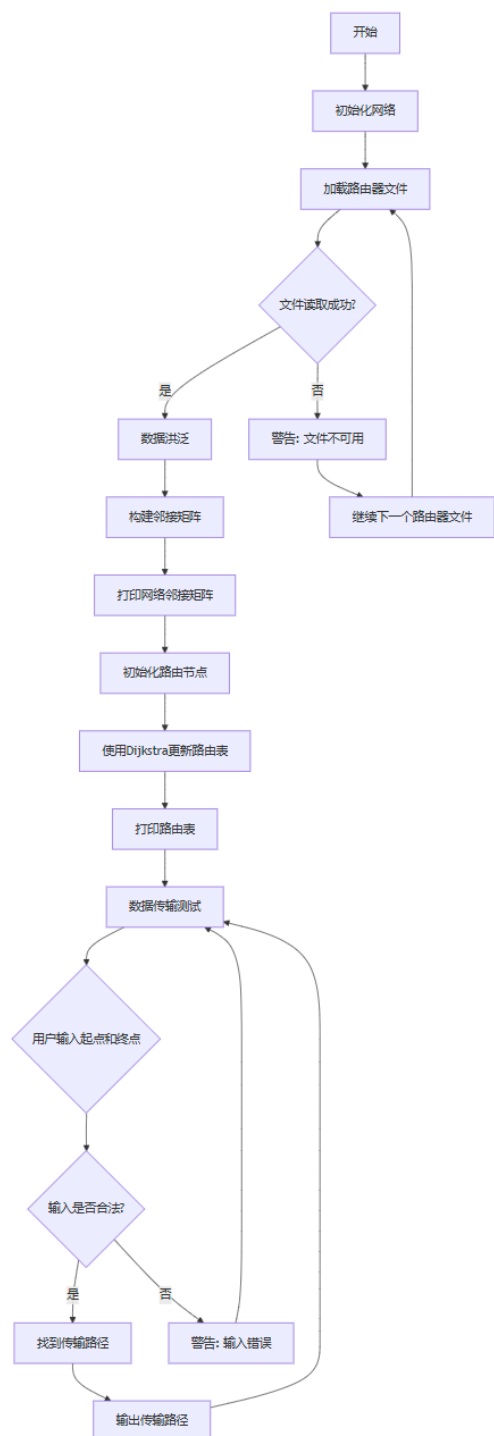 开始
初始化网络
加载路由器文件
文件读取成功?
是
否
数据洪泛
警告: 文件不可用
构建邻接矩阵
继续下一个路由器文件
打印网络邻接矩阵
初始化路由节点
使用Dijkstra更新路由表
打印路由表
数据传输测试
用户输入起点和终点
输入是否合法?
是
否
找到传输路径
警告: 输入错误
输出传输路径